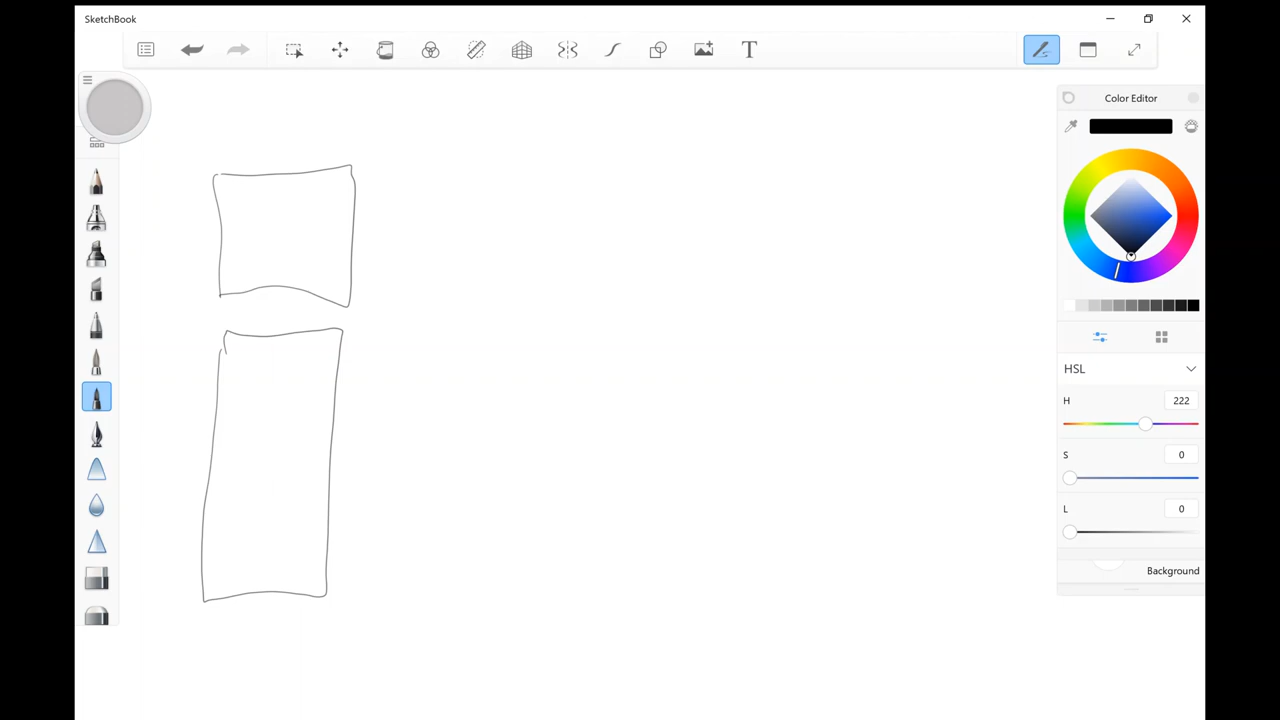 SketchBook
T
Color Editor
HSL
H 222
S 0
L 0
Background